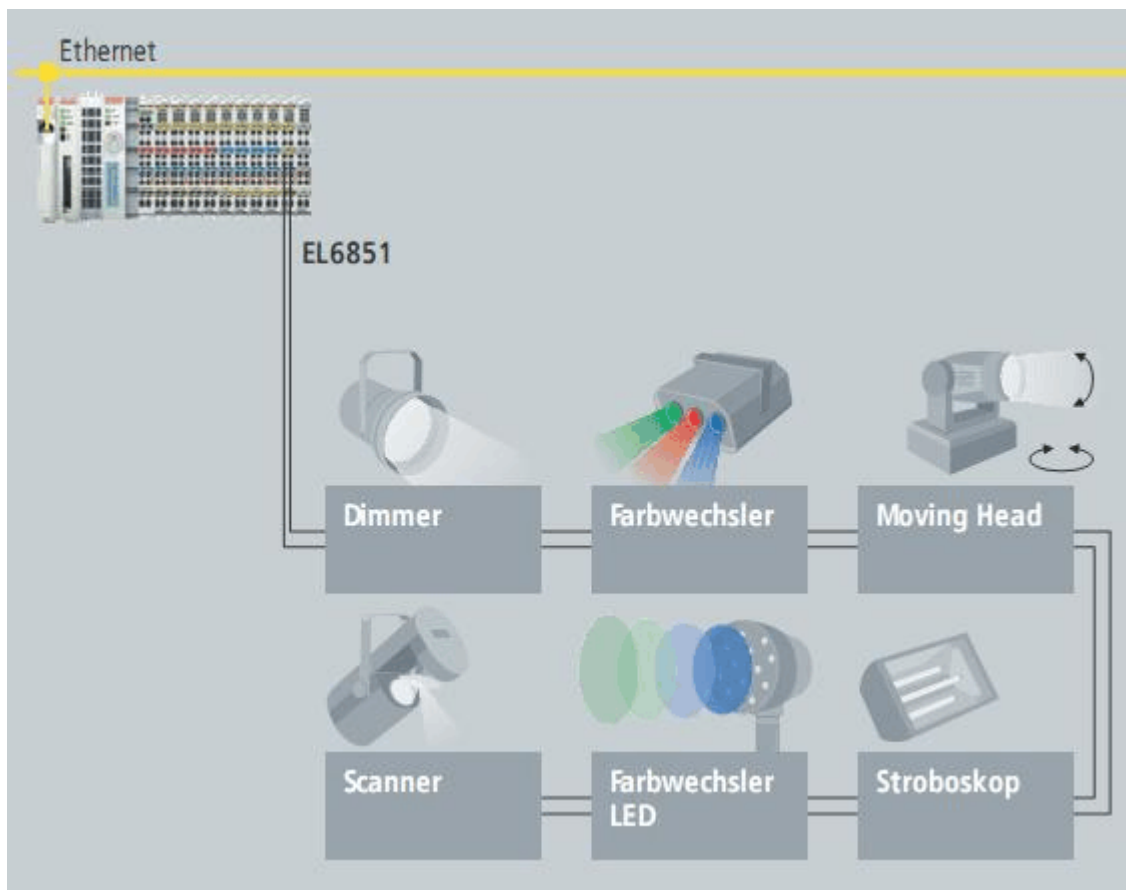 Ethernet
EL6851
Dimmer
Farbwechsler
Moving Head
Scanner
Farbwechsler
LED
Stroboskop